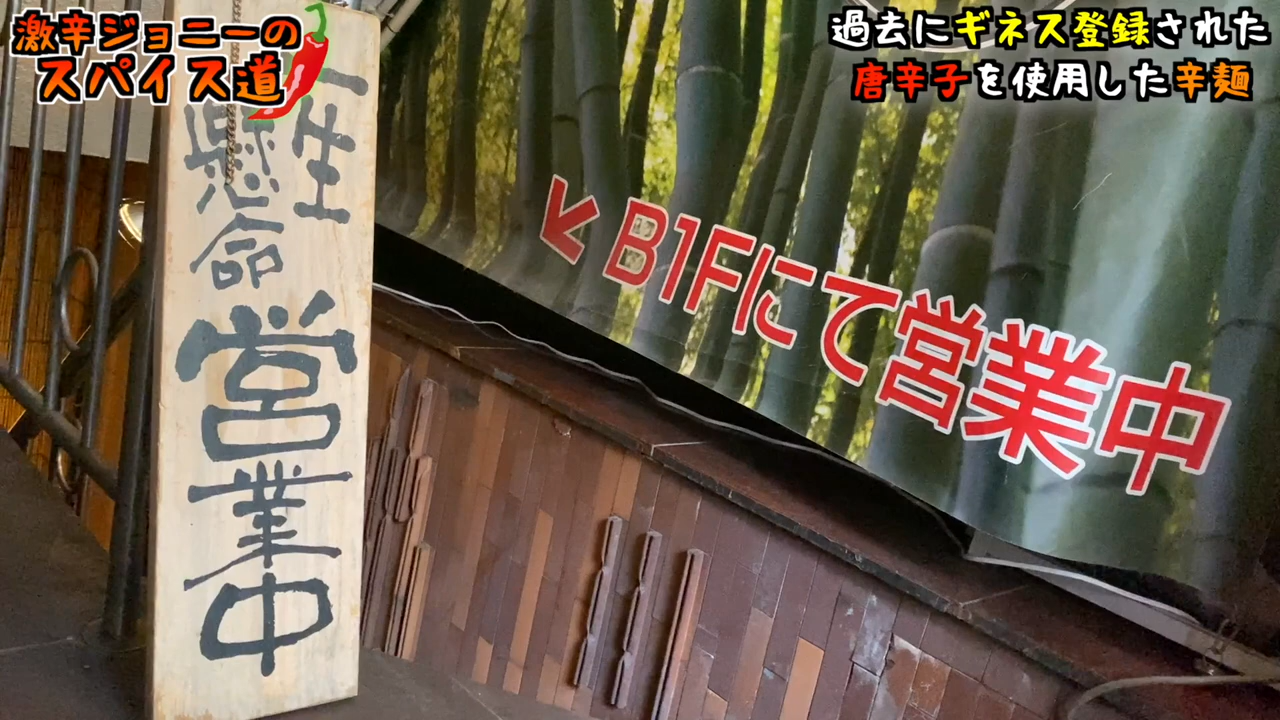 激辛ジョニーの
スパイス道
過去にギネス登録された
唐辛子を使用した辛麺
一生
懸命
営業中
B1Fにて営業中